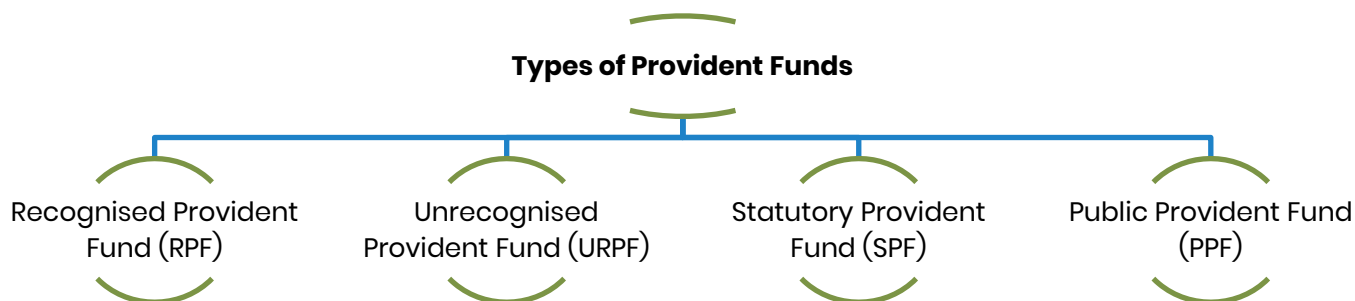 Types of Provident Funds
Recognised Provident
Fund (RPF)
Unrecognised
Provident Fund (URPF)
Statutory Provident
Fund (SPF)
Public Provident Fund
(PPF)